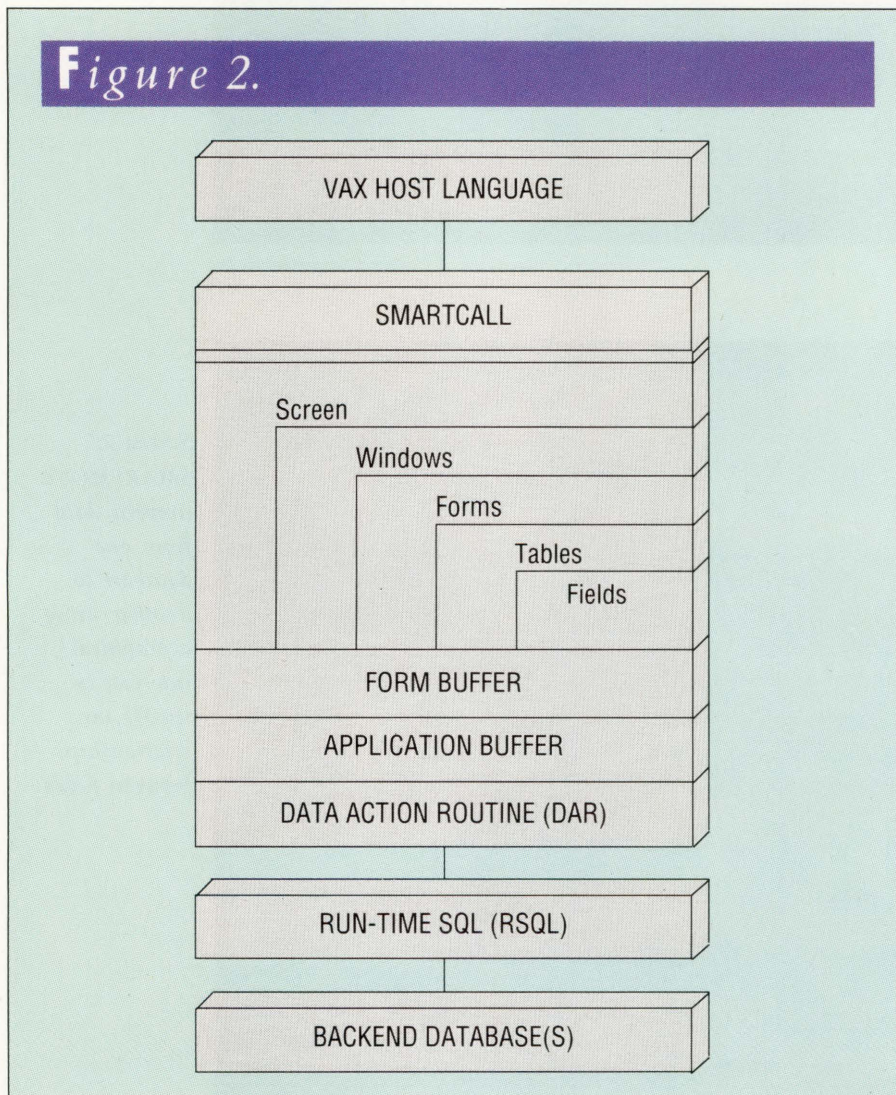 Figure 2.
VAX HOST LANGUAGE
SMARTCALL
Screen
Windows
Forms
Tables
Fields
FORM BUFFER
APPLICATION BUFFER
DATA ACTION ROUTINE (DAR)
RUN-TIME SQL (RSQL)
BACKEND DATABASE(S)